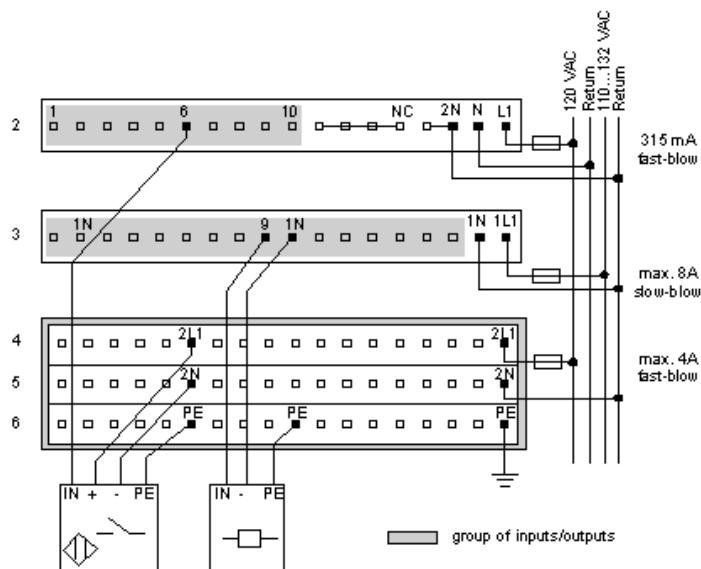 120 VAC
Return
110...132 VAC
Return
1 6 10 NC 2N N L1
2
315 mA
fast-blow
1N 9 1N 1N 1L1
3
max. 8A
slow-blow
2L1 2L1
4
max. 4A
fast-blow
5 2N 2N
6 PE PE PE
IN + - PE IN - PE
group of inputs/outputs